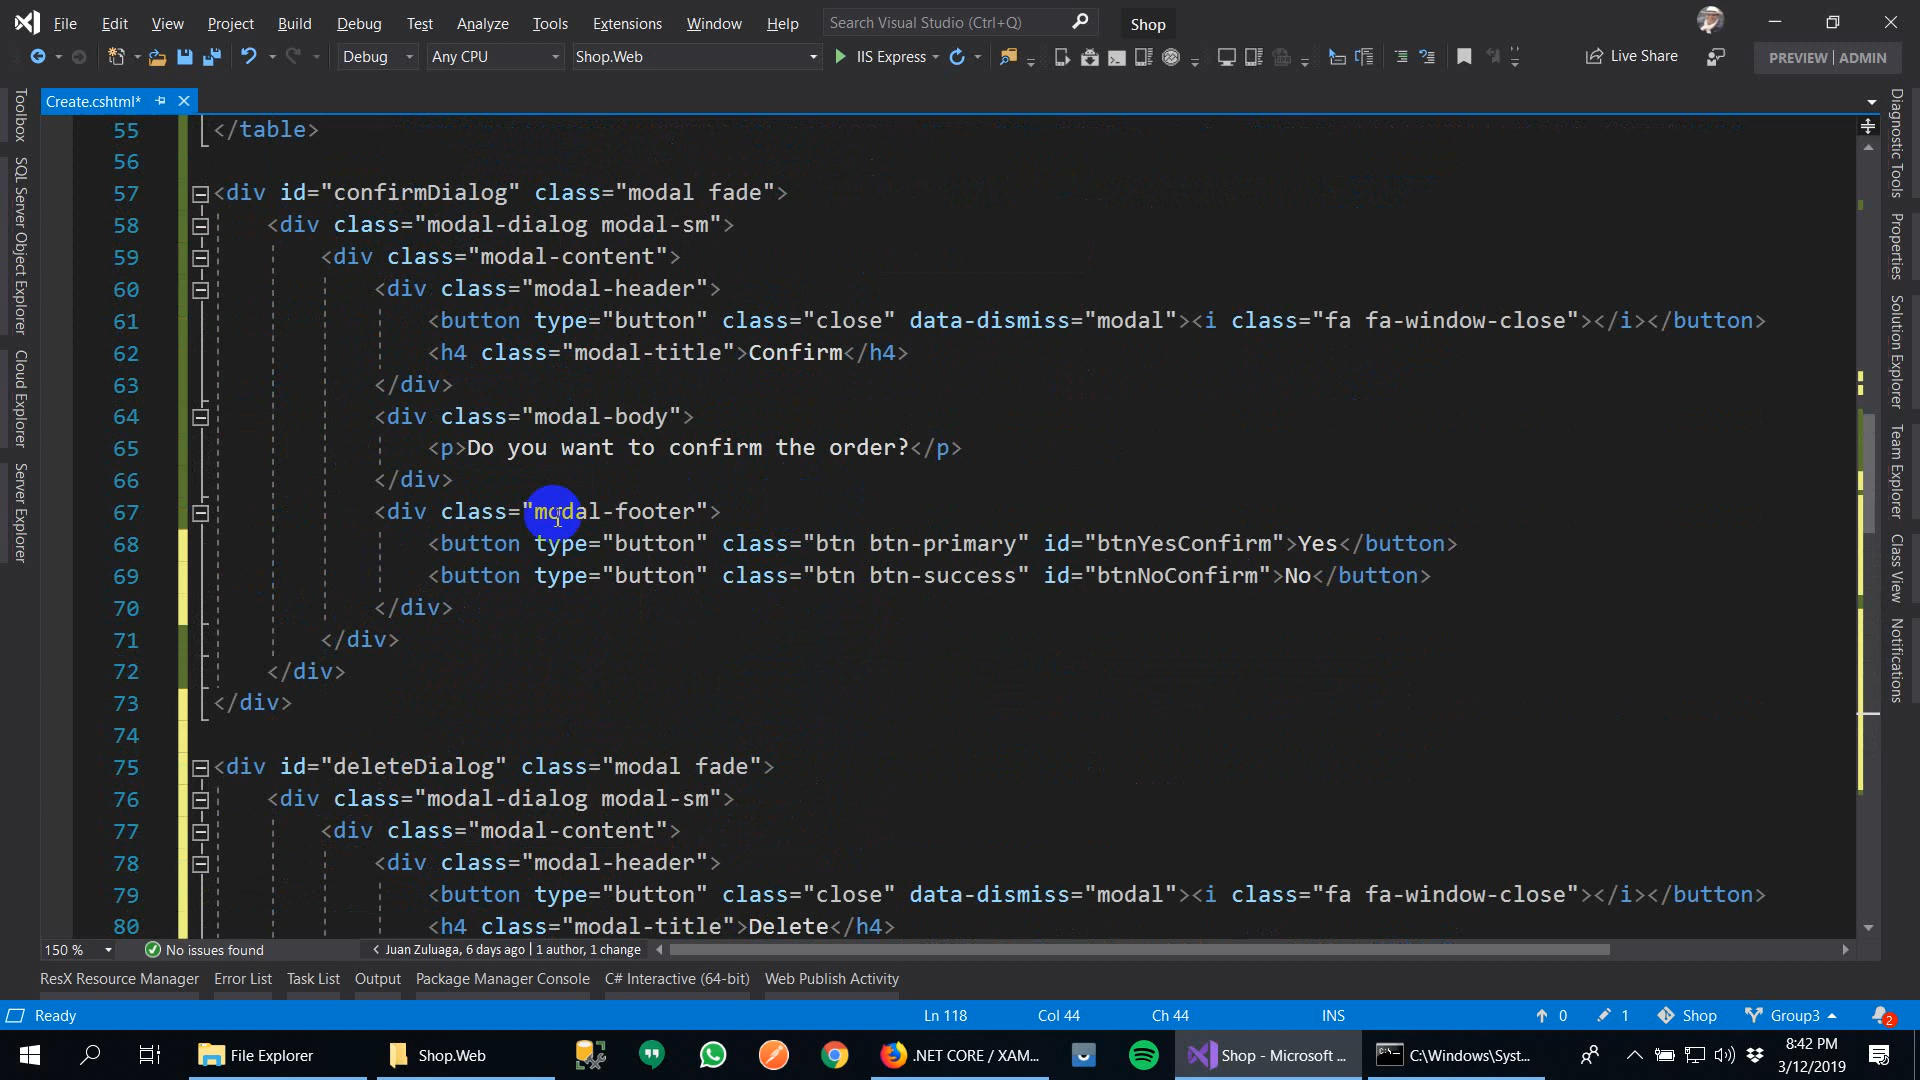 File Edit View Project Build Debug Test Analyze Tools Extensions Window Help Search Visual Studio (Ctrl+Q) Shop
Debug Any CPU Shop.Web IIS Express Live Share PREVIEW | ADMIN
Create.cshtml*
Toolbox
SQL Server Object Explorer
Cloud Explorer
Server Explorer
55 </table>
56
57 <div id="confirmDialog" class="modal fade">
58 <div class="modal-dialog modal-sm">
59 <div class="modal-content">
60 <div class="modal-header">
61 <button type="button" class="close" data-dismiss="modal"><i class="fa fa-window-close"></i></button>
62 <h4 class="modal-title">Confirm</h4>
63 </div>
64 <div class="modal-body">
65 <p>Do you want to confirm the order?</p>
66 </div>
67 <div class="modal-footer">
68 <button type="button" class="btn btn-primary" id="btnYesConfirm">Yes</button>
69 <button type="button" class="btn btn-success" id="btnNoConfirm">No</button>
70 </div>
71 </div>
72 </div>
73 </div>
74
75 <div id="deleteDialog" class="modal fade">
76 <div class="modal-dialog modal-sm">
77 <div class="modal-content">
78 <div class="modal-header">
79 <button type="button" class="close" data-dismiss="modal"><i class="fa fa-window-close"></i></button>
80 <h4 class="modal-title">Delete</h4>
Diagnostic Tools
Properties
Solution Explorer
Team Explorer
Class View
Notifications
150 % No issues found Juan Zuluaga, 6 days ago | 1 author, 1 change
ResX Resource Manager Error List Task List Output Package Manager Console C# Interactive (64-bit) Web Publish Activity
Ready Ln 118 Col 44 Ch 44 INS 0 1 Shop Group3 2
File Explorer Shop.Web .NET CORE / XAM... Shop - Microsoft ... C:\Windows\Syst... 8:42 PM
3/12/2019